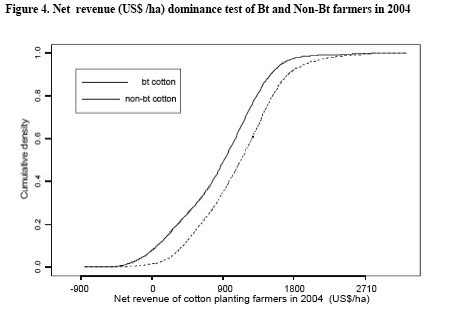 Figure 4. Net revenue (US$ /ha) dominance test of Bt and Non-Bt farmers in 2004
1.0
bt cotton
non-bt cotton
0.8
0.6
0.4
0.2
0.0
Cumulative density
-900 0 900 1800 2710
Net revenue of cotton planting farmers in 2004 (US$/ha)